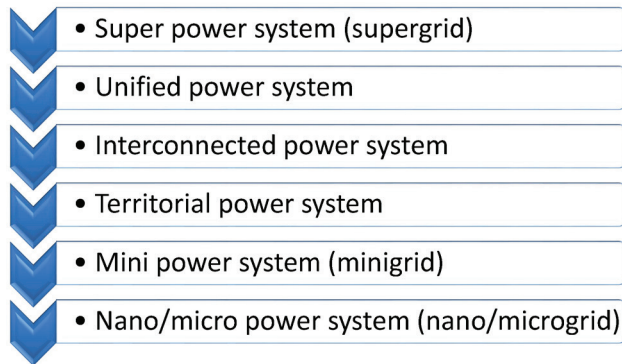 • Super power system (supergrid)
• Unified power system
• Interconnected power system
• Territorial power system
• Mini power system (minigrid)
• Nano/micro power system (nano/microgrid)